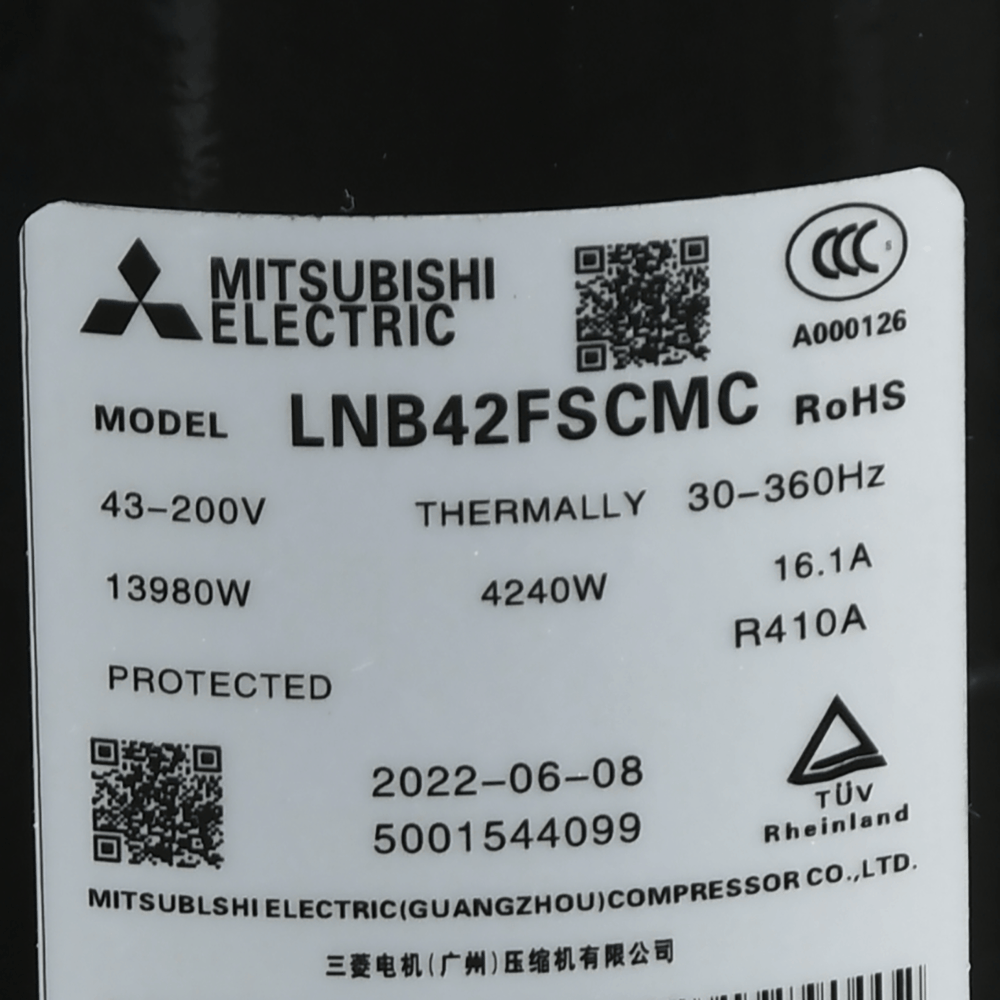 MITSUBISHI
ELECTRIC
CCC S
A000126
MODEL LNB42FSCMC RoHS
43-200V THERMALLY 30-360Hz
13980W 4240W 16.1A
R410A
PROTECTED
2022-06-08
5001544099
TÜV
Rheinland
MITSUBLSHI ELECTRIC(GUANGZHOU)COMPRESSOR CO.,LTD.
三菱电机(广州)压缩机有限公司